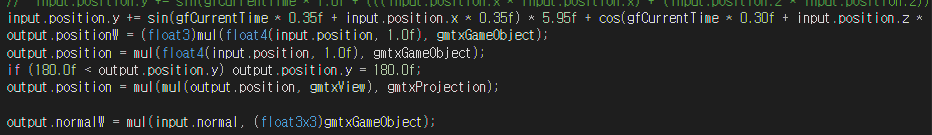 //  input.position.y += sin(gfCurrentTime * 1.0f + (((input.position.x * input.position.x) + (input.position.z * input.position.z))
input.position.y += sin(gfCurrentTime * 0.35f + input.position.x * 0.35f) * 5.95f + cos(gfCurrentTime * 0.30f + input.position.z *
output.positionW = (float3)mul(float4(input.position, 1.0f), gmtxGameObject);
output.position = mul(float4(input.position, 1.0f), gmtxGameObject);
if (180.0f < output.position.y) output.position.y = 180.0f;
output.position = mul(mul(output.position, gmtxView), gmtxProjection);
output.normalW = mul(input.normal, (float3x3)gmtxGameObject);